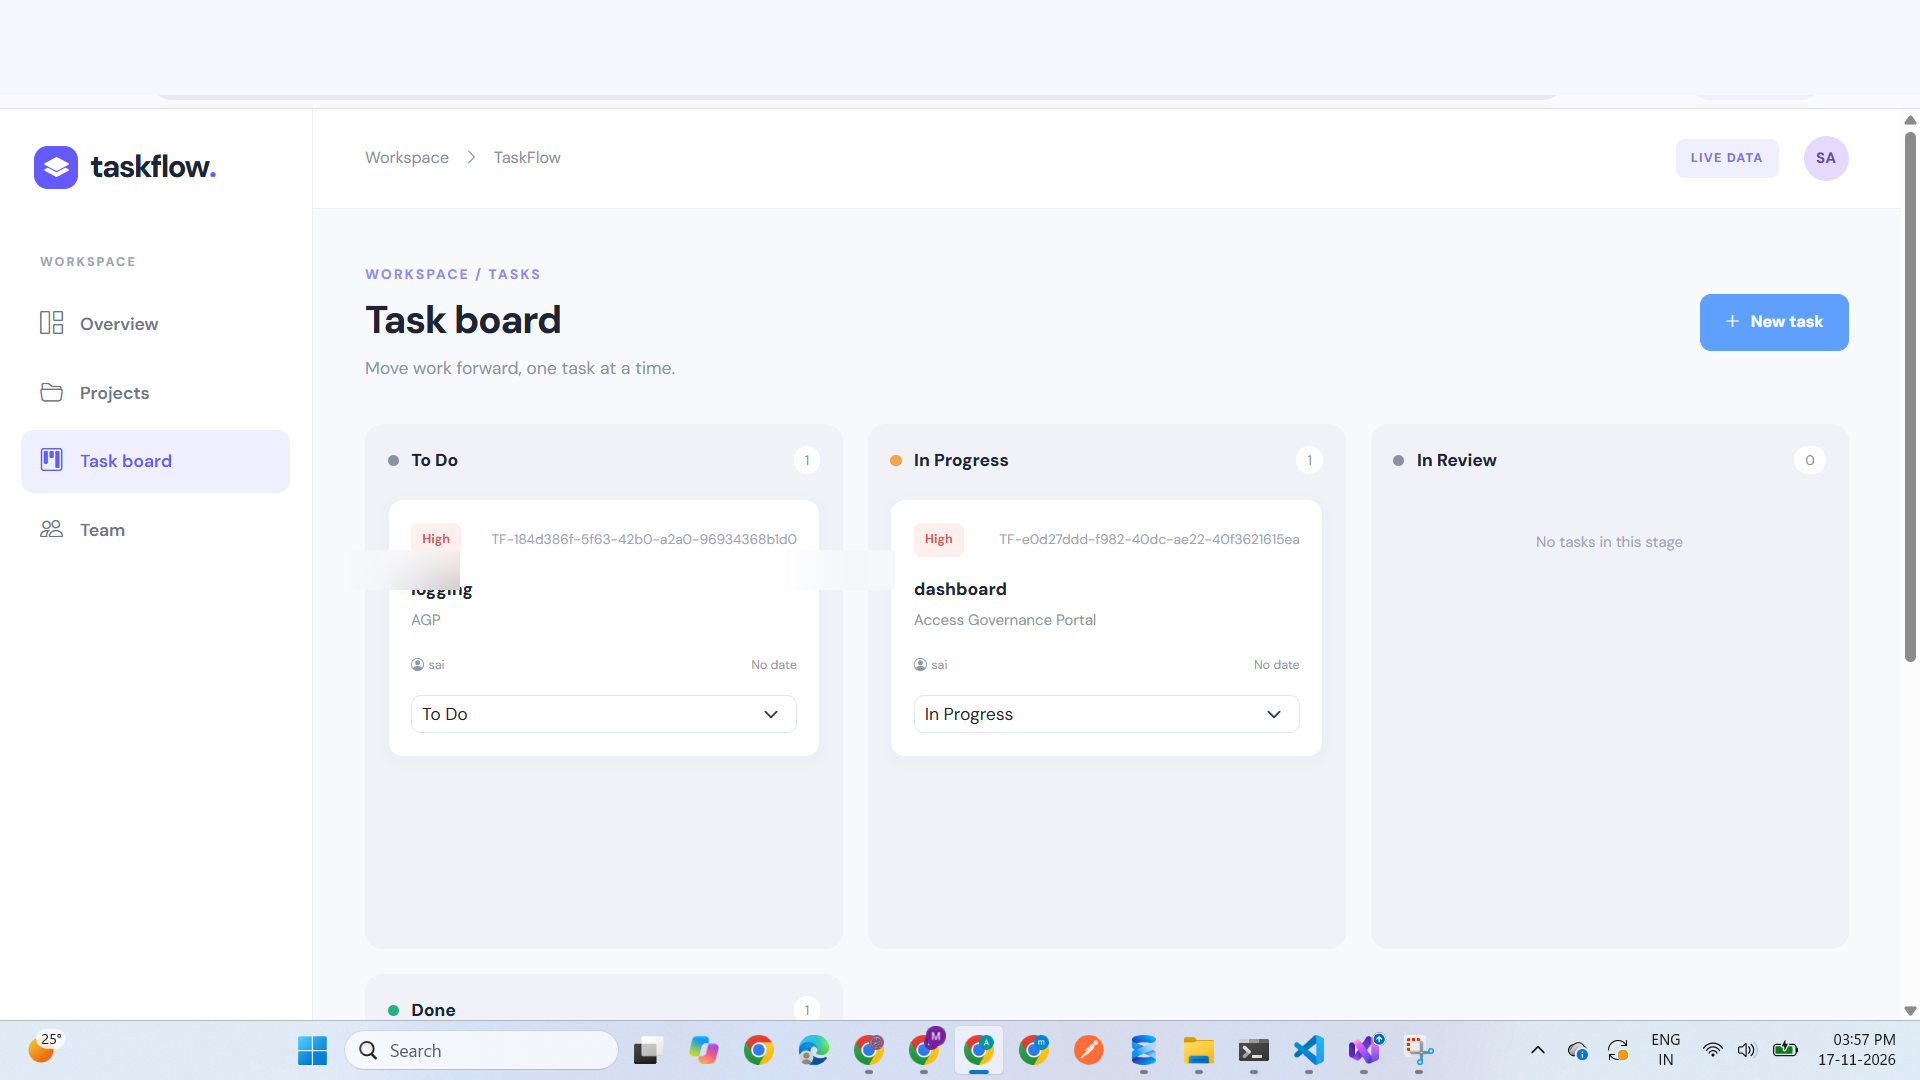 taskflow.
Workspace > TaskFlow
LIVE DATA
SA
WORKSPACE
Overview
Projects
Task board
Team
WORKSPACE / TASKS
Task board
Move work forward, one task at a time.
+ New task
To Do 1
High TF-184d386f-5f63-42b0-a2a0-96934368b1d0
logging
AGP
sai No date
To Do
In Progress 1
High TF-e0d27ddd-f982-40dc-ae22-40f3621615ea
dashboard
Access Governance Portal
sai No date
In Progress
In Review 0
No tasks in this stage
Done 1
25°
Search
M
A
m
ENG
IN
03:57 PM
17-11-2026